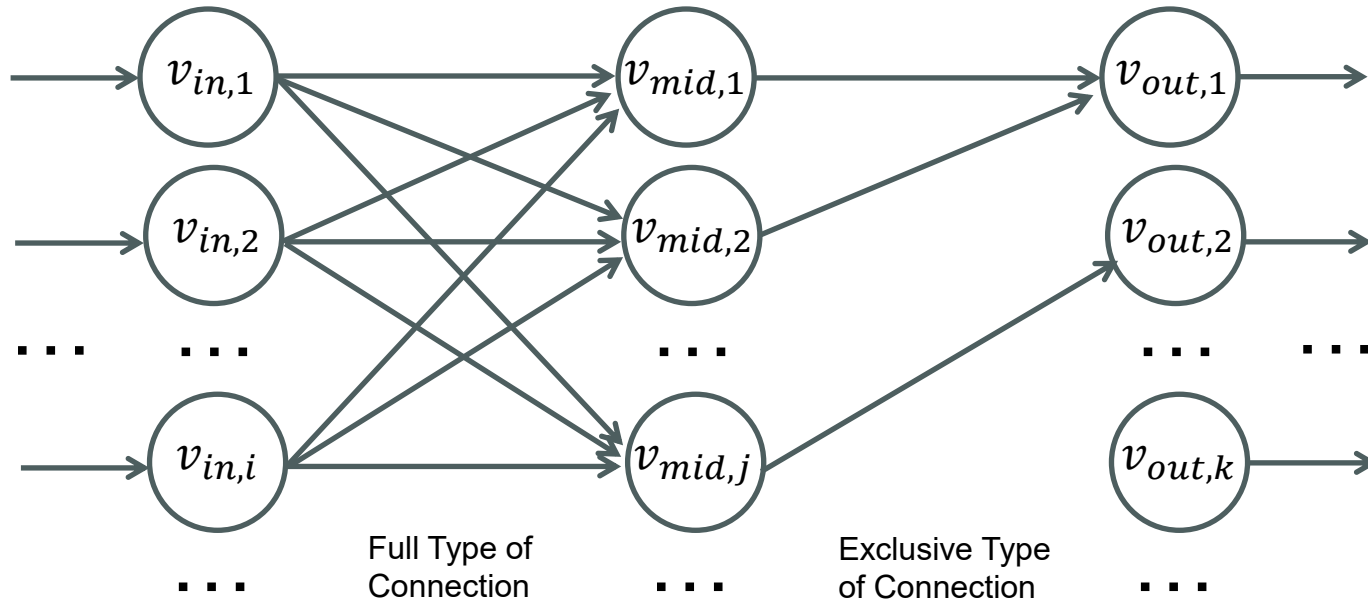 v_{in,1} v_{mid,1} v_{out,1}
v_{in,2} v_{mid,2} v_{out,2}
... ... ... ... ...
v_{in,i} v_{mid,j} v_{out,k}
Full Type of
Connection
Exclusive Type
of Connection
... ... ...